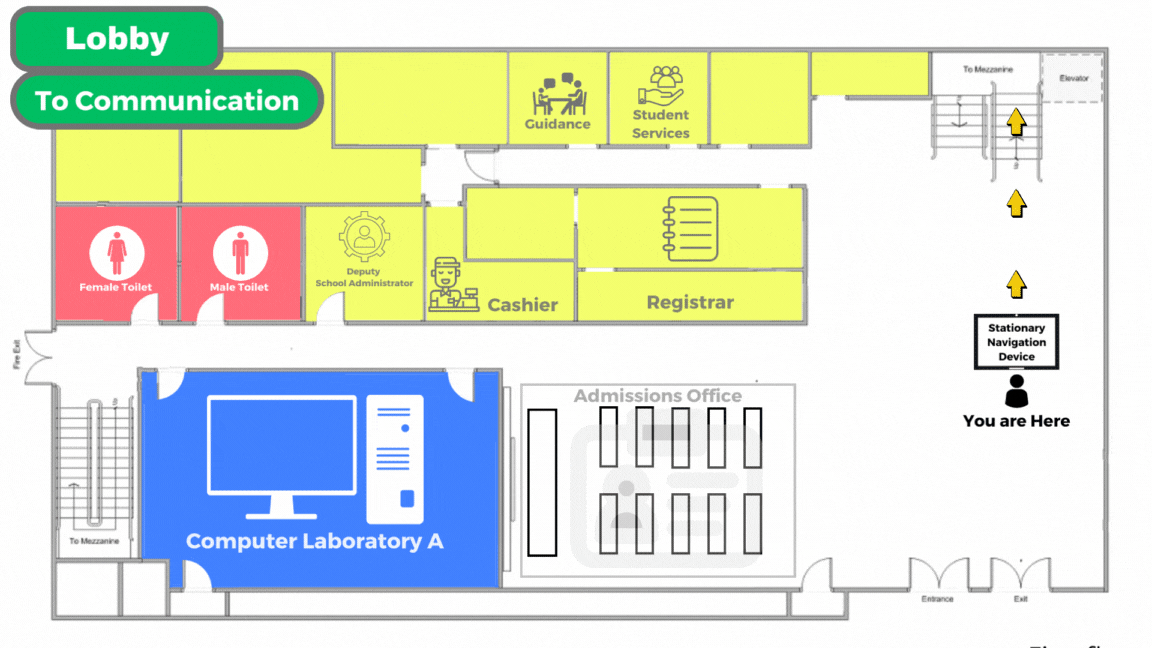 Lobby
To Communication
Guidance
Student
Services
To Mezzanine
Elevator
Female Toilet
Male Toilet
Deputy
School Administrator
Cashier
Registrar
Stationary
Navigation
Device
You are Here
Fire Exit
Admissions Office
Computer Laboratory A
To Mezzanine
Entrance
Exit